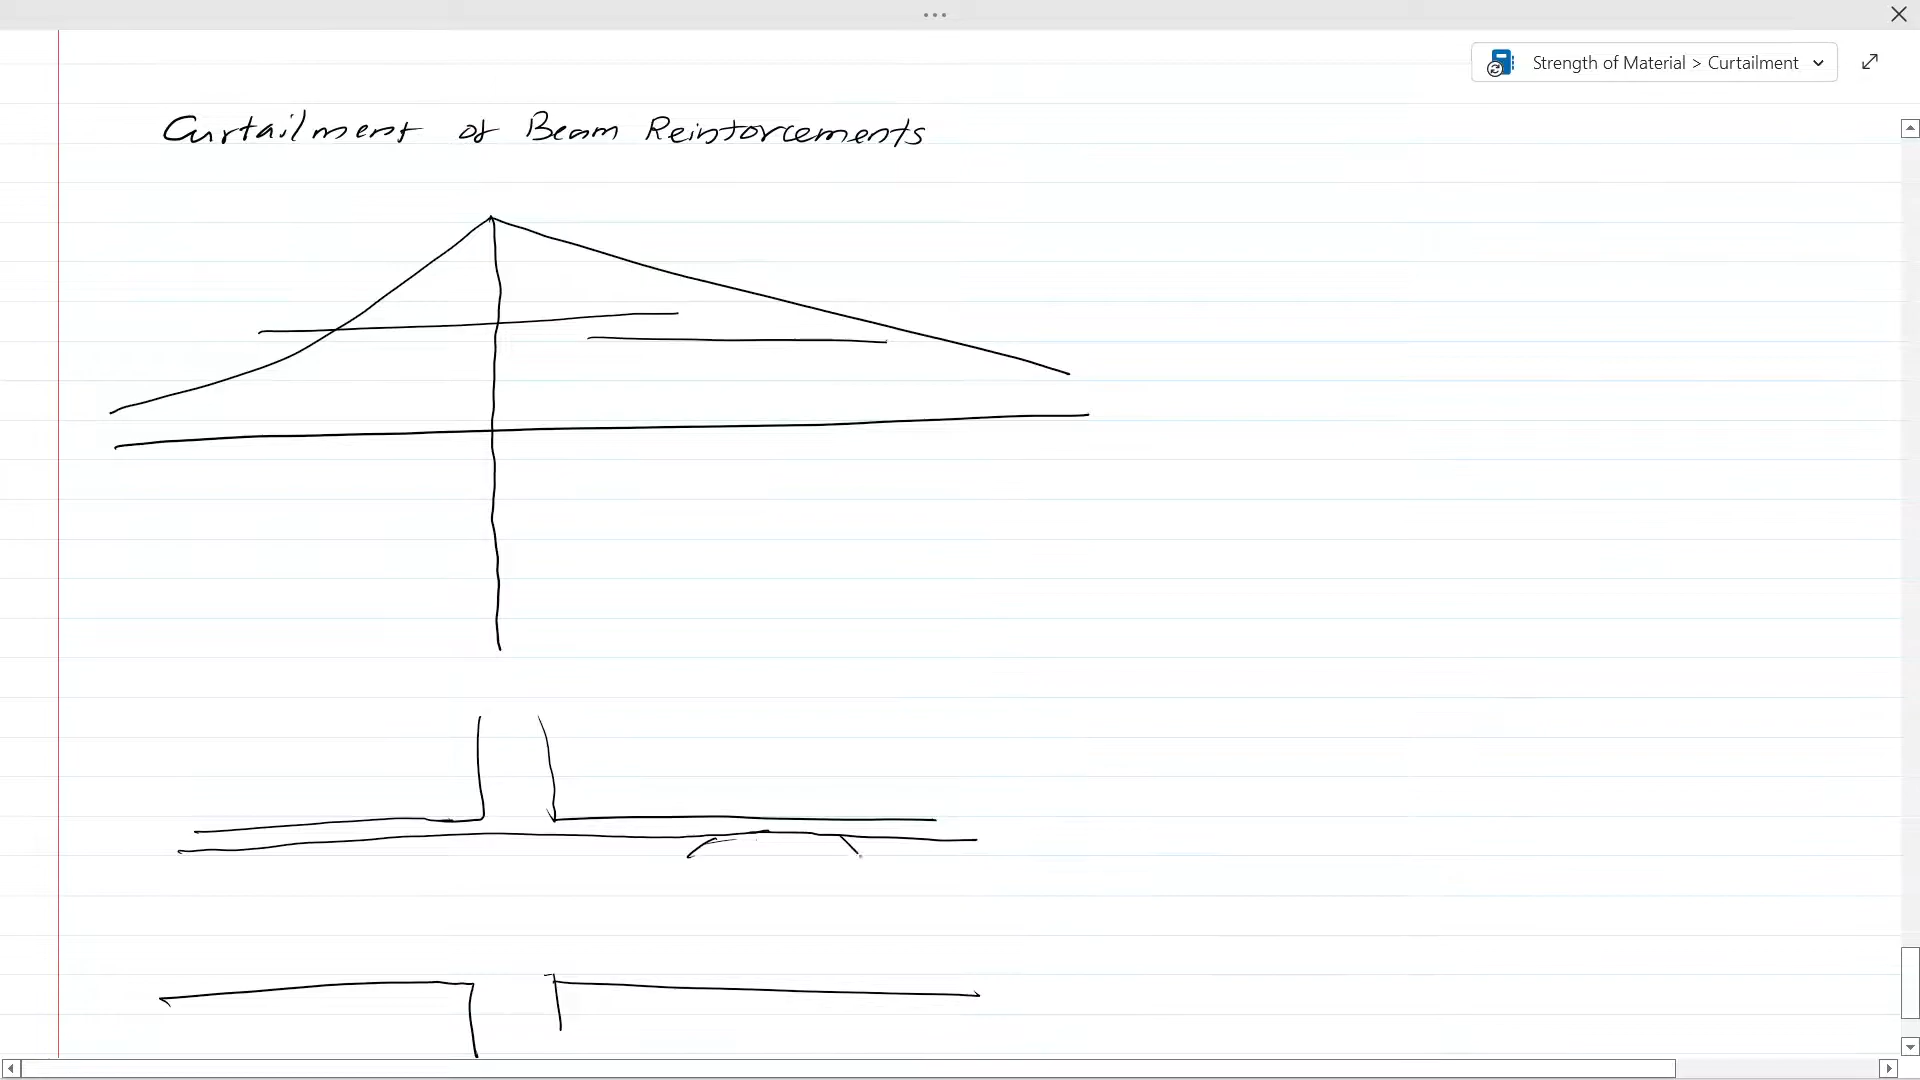 Strength of Material > Curtailment
Curtailment of Beam Reinforcements